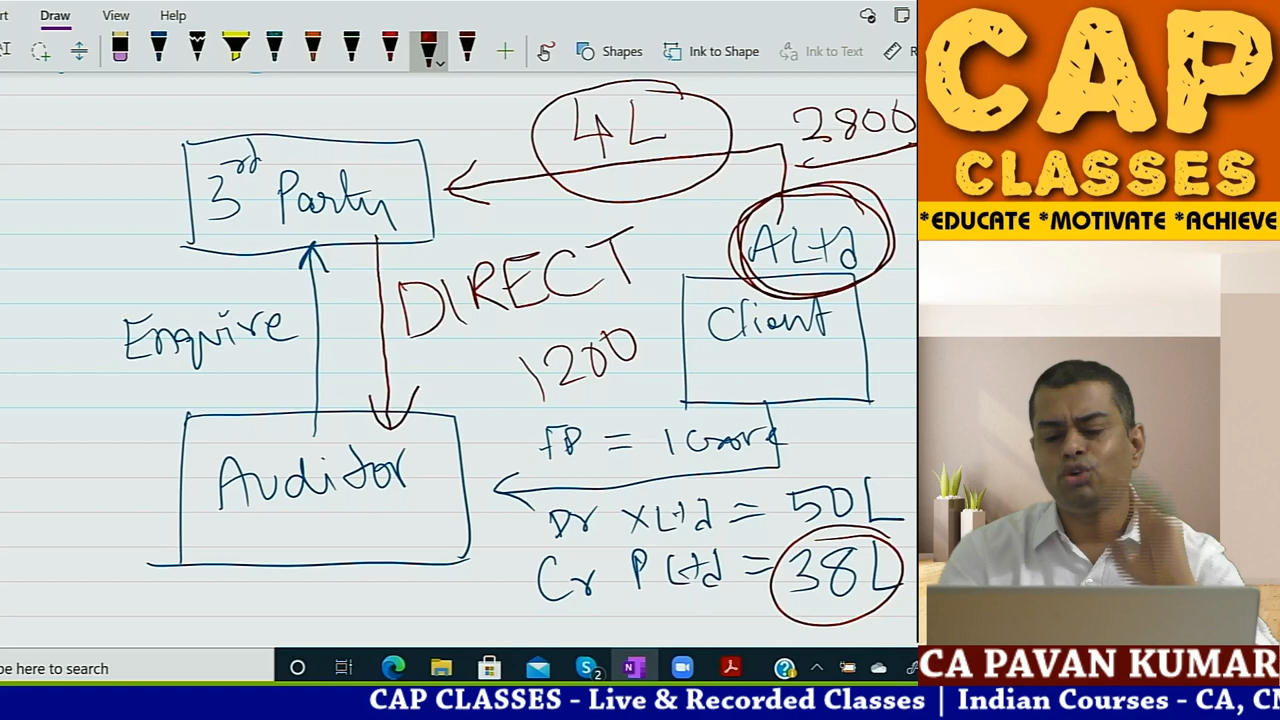 Draw View Help
Shapes Ink to Shape Ink to Text
4L
2800
3rd Party
A Ltd
DIRECT
Client
Enquire
1200
FD = 1 Crore
Auditor
Dr X Ltd = 50L
Cr P Ltd = 38L
CAP
CLASSES
*EDUCATE *MOTIVATE *ACHIEVE
CA PAVAN KUMAR
pe here to search
2
CAP CLASSES - Live & Recorded Classes | Indian Courses - CA, C